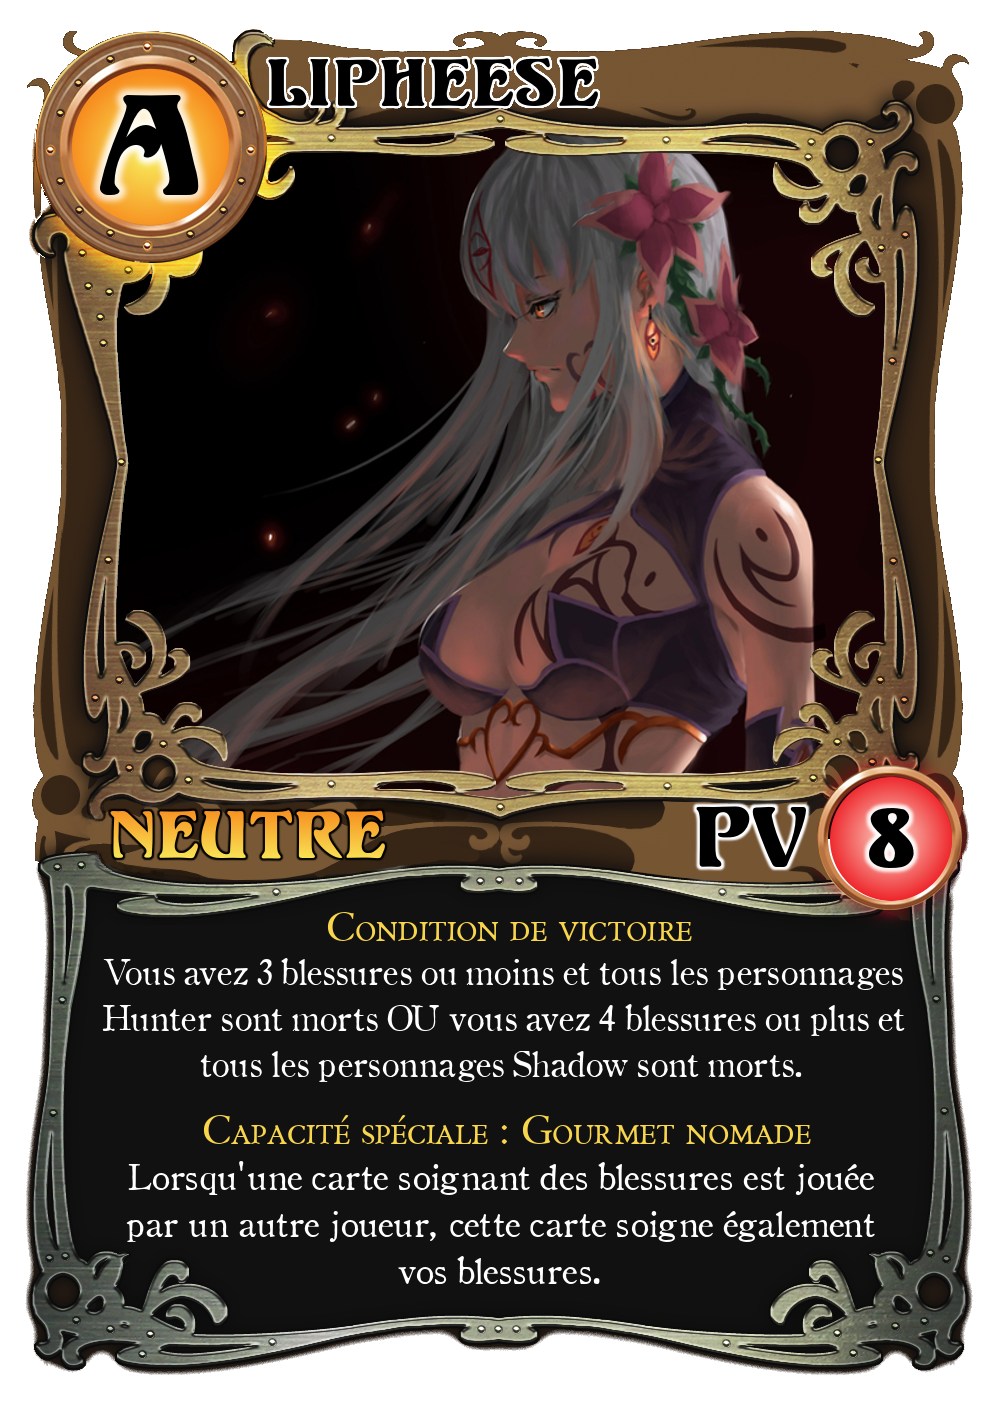 A
LIPHEESE
NEUTRE
PV 8
Condition de victoire
Vous avez 3 blessures ou moins et tous les personnages
Hunter sont morts OU vous avez 4 blessures ou plus et
tous les personnages Shadow sont morts.
Capacité spéciale : Gourmet nomade
Lorsqu'une carte soignant des blessures est jouée
par un autre joueur, cette carte soigne également
vos blessures.